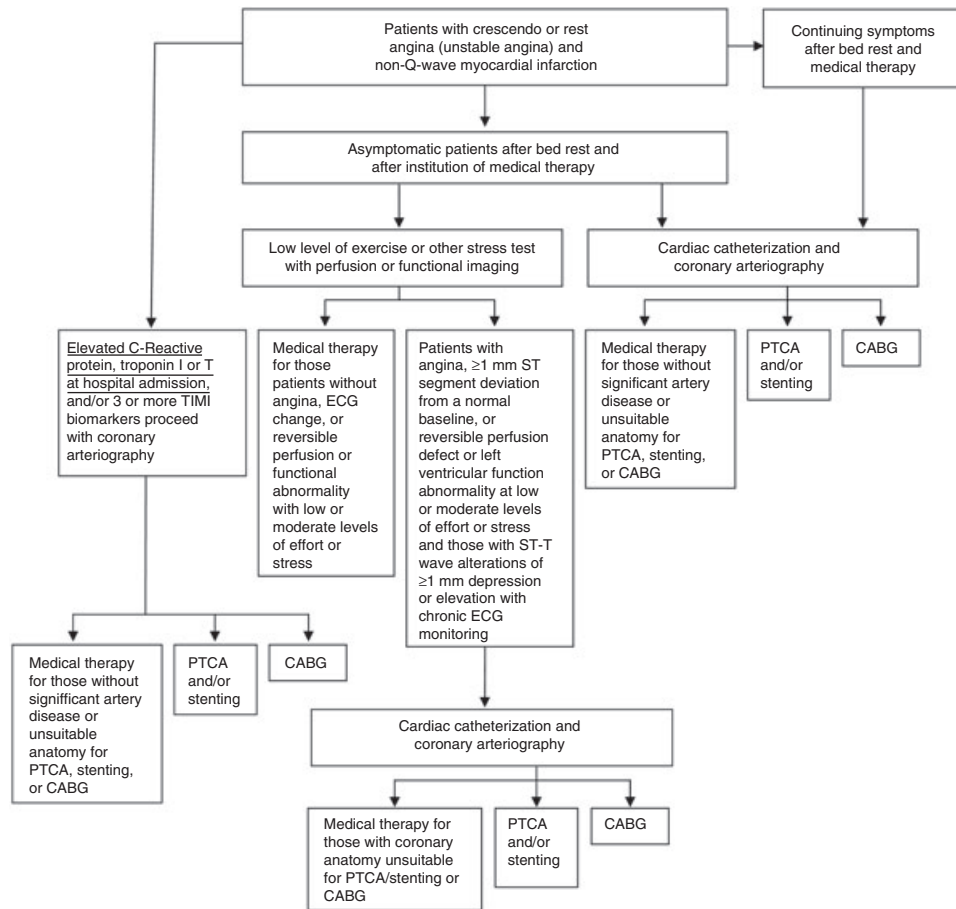 Patients with crescendo or rest
angina (unstable angina) and
non-Q-wave myocardial infarction
Continuing symptoms
after bed rest and
medical therapy
Asymptomatic patients after bed rest and
after institution of medical therapy
Low level of exercise or other stress test
with perfusion or functional imaging
Cardiac catheterization and
coronary arteriography
Elevated C-Reactive
protein, troponin I or T
at hospital admission,
and/or 3 or more TIMI
biomarkers proceed
with coronary
arteriography
Medical therapy
for those
patients without
angina, ECG
change, or
reversible
perfusion or
functional
abnormality
with low or
moderate levels
of effort or
stress
Patients with
angina, ≥1 mm ST
segment deviation
from a normal
baseline, or
reversible perfusion
defect or left
ventricular function
abnormality at low
or moderate levels
of effort or stress
and those with ST-T
wave alterations of
≥1 mm depression
or elevation with
chronic ECG
monitoring
Medical therapy
for those without
significant artery
disease or
unsuitable
anatomy for
PTCA, stenting,
or CABG
PTCA
and/or
stenting
CABG
Medical therapy
for those without
signifficant artery
disease or
unsuitable
anatomy for
PTCA, stenting,
or CABG
PTCA
and/or
stenting
CABG
Cardiac catheterization and
coronary arteriography
Medical therapy for
those with coronary
anatomy unsuitable
for PTCA/stenting or
CABG
PTCA
and/or
stenting
CABG